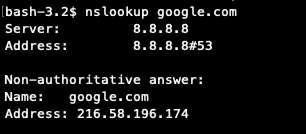 [bash-3.2$ nslookup google.com
Server: 8.8.8.8
Address: 8.8.8.8#53
Non-authoritative answer:
Name: google.com
Address: 216.58.196.174